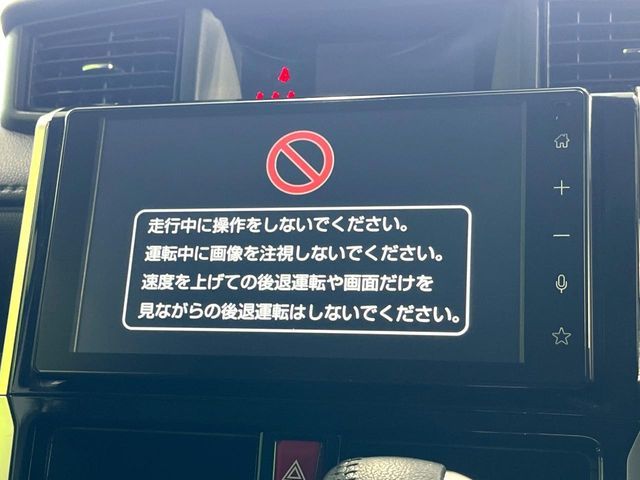 走行中に操作をしないでください。
運転中に画像を注視しないでください。
速度を上げての後退運転や画面だけを
見ながらの後退運転はしないでください。